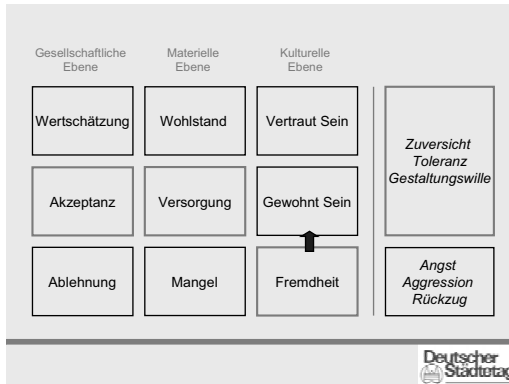 Gesellschaftliche
Ebene
Materielle
Ebene
Kulturelle
Ebene
Wertschätzung
Wohlstand
Vertraut Sein
Zuversicht
Toleranz
Gestaltungswille
Akzeptanz
Versorgung
Gewohnt Sein
Ablehnung
Mangel
Fremdheit
Angst
Aggression
Rückzug
Deutscher
Städtetag